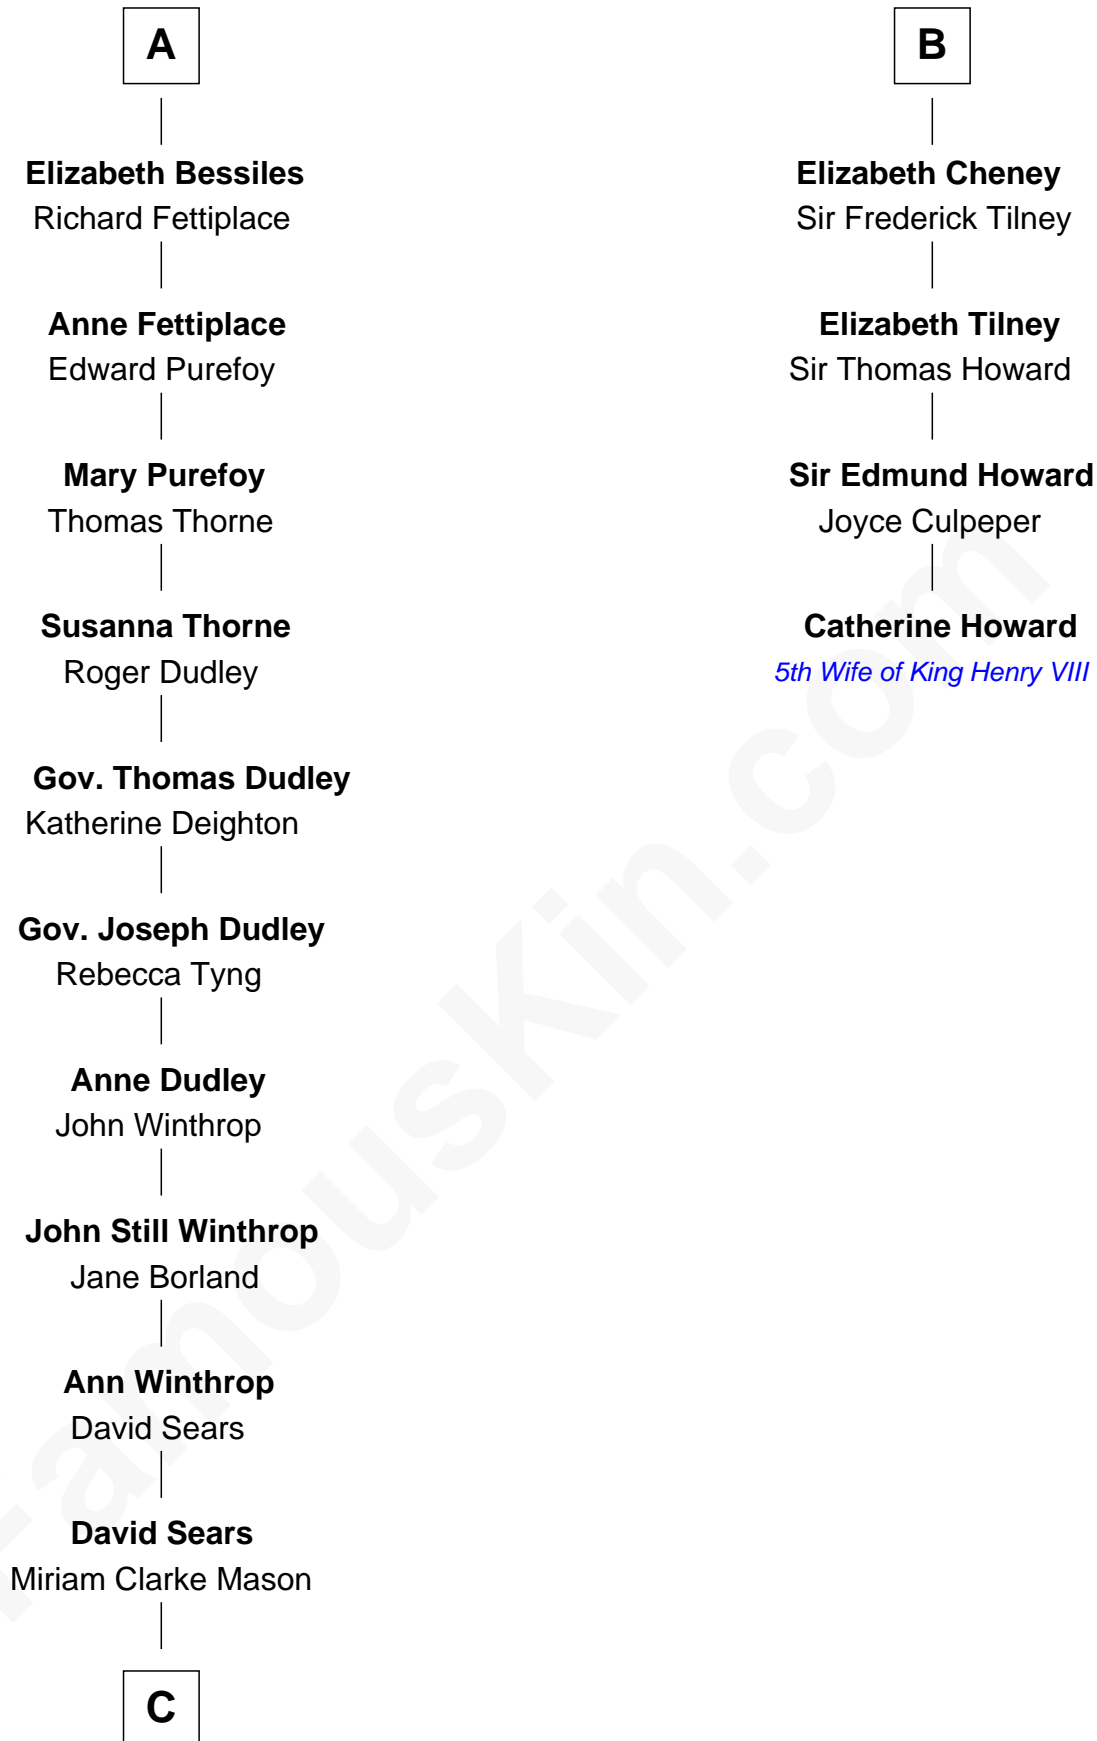 A
Elizabeth Bessiles
Richard Fettiplace
Anne Fettiplace
Edward Purefoy
Mary Purefoy
Thomas Thorne
Susanna Thorne
Roger Dudley
Gov. Thomas Dudley
Katherine Deighton
Gov. Joseph Dudley
Rebecca Tyng
Anne Dudley
John Winthrop
John Still Winthrop
Jane Borland
Ann Winthrop
David Sears
David Sears
Miriam Clarke Mason
C
B
Elizabeth Cheney
Sir Frederick Tilney
Elizabeth Tilney
Sir Thomas Howard
Sir Edmund Howard
Joyce Culpeper
Catherine Howard
5th Wife of King Henry VIII
FamousKin.com